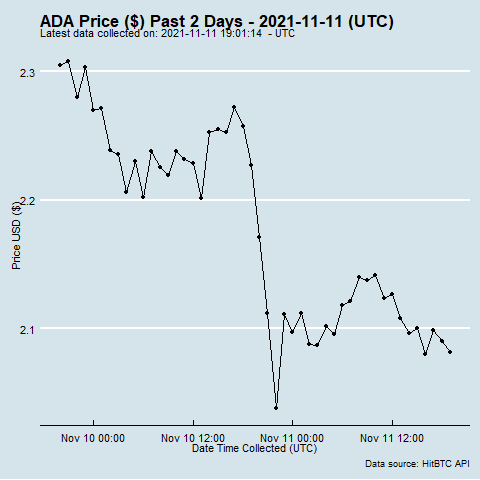 ADA Price ($) Past 2 Days - 2021-11-11 (UTC)
Latest data collected on: 2021-11-11 19:01:14 - UTC
2.3
2.2
2.1
Price USD ($)
Nov 10 00:00 Nov 10 12:00 Nov 11 00:00 Nov 11 12:00
Date Time Collected (UTC)
Data source: HitBTC API